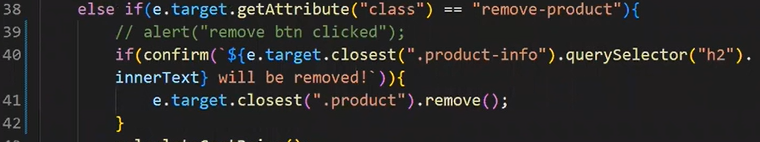 38 else if(e.target.getAttribute("class") == "remove-product"){
39 // alert("remove btn clicked");
40 if(confirm(`${e.target.closest(".product-info").querySelector("h2").
innerText} will be removed!`)){
41 e.target.closest(".product").remove();
42 }